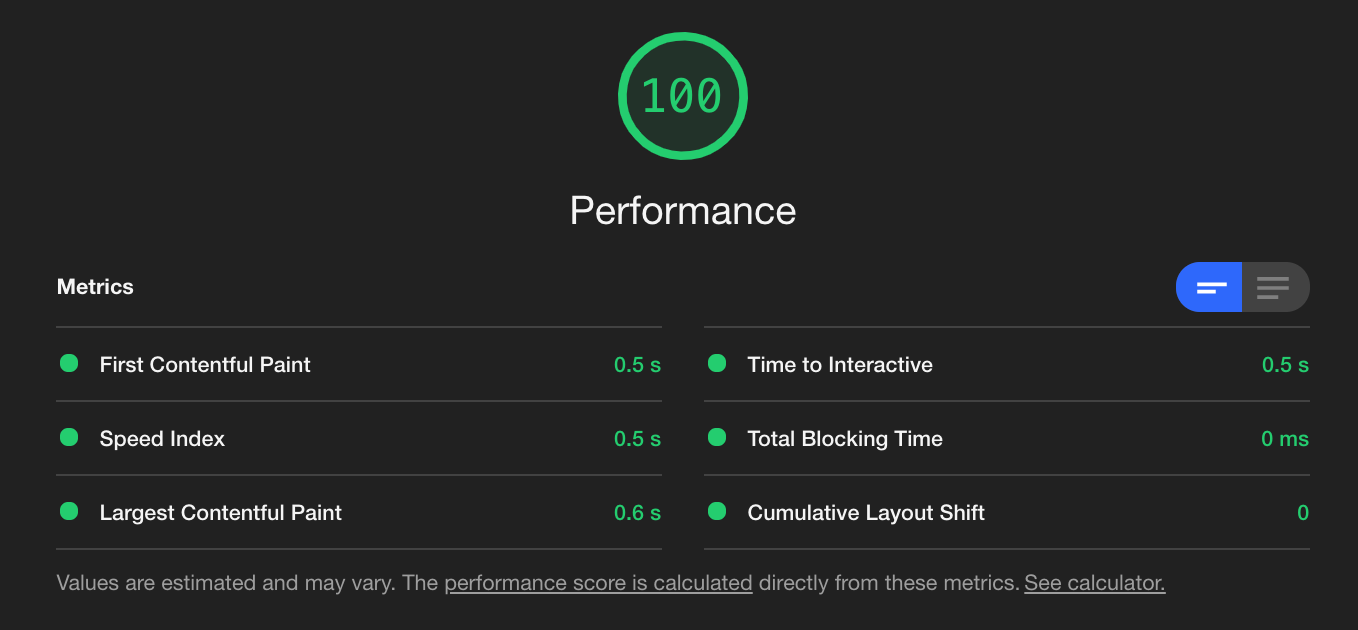 100
Performance
Metrics
First Contentful Paint 0.5 s
Time to Interactive 0.5 s
Speed Index 0.5 s
Total Blocking Time 0 ms
Largest Contentful Paint 0.6 s
Cumulative Layout Shift 0
Values are estimated and may vary. The performance score is calculated directly from these metrics. See calculator.